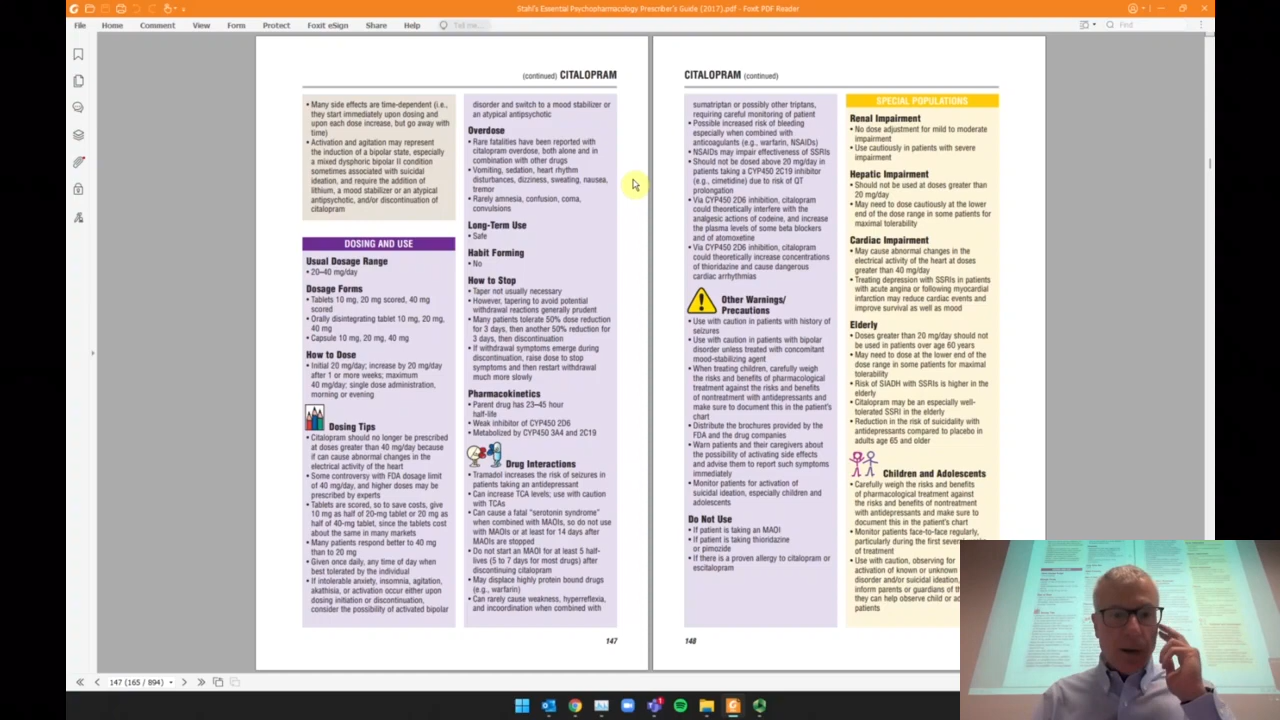 Stahl's Essential Psychopharmacology Prescriber's Guide (2017).pdf - Foxit PDF Reader
File Home Comment View Form Protect Foxit eSign Share Help Tell me... Find
(continued) CITALOPRAM
• Many side effects are time-dependent (i.e.,
they start immediately upon dosing and
upon each dose increase, but go away with
time)
• Activation and agitation may represent
the induction of a bipolar state, especially
a mixed dysphoric bipolar II condition
sometimes associated with suicidal
ideation, and require the addition of
lithium, a mood stabilizer or an atypical
antipsychotic, and/or discontinuation of
citalopram
DOSING AND USE
Usual Dosage Range
• 20–40 mg/day
Dosage Forms
• Tablets 10 mg, 20 mg scored, 40 mg
scored
• Orally disintegrating tablet 10 mg, 20 mg,
40 mg
• Capsule 10 mg, 20 mg, 40 mg
How to Dose
• Initial 20 mg/day; increase by 20 mg/day
after 1 or more weeks; maximum
40 mg/day; single dose administration,
morning or evening
Dosing Tips
• Citalopram should no longer be prescribed
at doses greater than 40 mg/day because
if can cause abnormal changes in the
electrical activity of the heart
• Some controversy with FDA dosage limit
of 40 mg/day, and higher doses may be
prescribed by experts
• Tablets are scored, so to save costs, give
10 mg as half of 20-mg tablet or 20 mg as
half of 40-mg tablet, since the tablets cost
about the same in many markets
• Many patients respond better to 40 mg
than to 20 mg
• Given once daily, any time of day when
best tolerated by the individual
• If intolerable anxiety, insomnia, agitation,
akathisia, or activation occur either upon
dosing initiation or discontinuation,
consider the possibility of activated bipolar
disorder and switch to a mood stabilizer or
an atypical antipsychotic
Overdose
• Rare fatalities have been reported with
citalopram overdose, both alone and in
combination with other drugs
• Vomiting, sedation, heart rhythm
disturbances, dizziness, sweating, nausea,
tremor
• Rarely amnesia, confusion, coma,
convulsions
Long-Term Use
• Safe
Habit Forming
• No
How to Stop
• Taper not usually necessary
• However, tapering to avoid potential
withdrawal reactions generally prudent
• Many patients tolerate 50% dose reduction
for 3 days, then another 50% reduction for
3 days, then discontinuation
• If withdrawal symptoms emerge during
discontinuation, raise dose to stop
symptoms and then restart withdrawal
much more slowly
Pharmacokinetics
• Parent drug has 23–45 hour
half-life
• Weak inhibitor of CYP450 2D6
• Metabolized by CYP450 3A4 and 2C19
Drug Interactions
• Tramadol increases the risk of seizures in
patients taking an antidepressant
• Can increase TCA levels; use with caution
with TCAs
• Can cause a fatal "serotonin syndrome"
when combined with MAOIs, so do not use
with MAOIs or at least for 14 days after
MAOIs are stopped
• Do not start an MAOI for at least 5 half-
lives (5 to 7 days for most drugs) after
discontinuing citalopram
• May displace highly protein bound drugs
(e.g., warfarin)
• Can rarely cause weakness, hyperreflexia,
and incoordination when combined with
147
CITALOPRAM (continued)
sumatriptan or possibly other triptans,
requiring careful monitoring of patient
• Possible increased risk of bleeding
especially when combined with
anticoagulants (e.g., warfarin, NSAIDs)
• NSAIDs may impair effectiveness of SSRIs
• Should not be dosed above 20 mg/day in
patients taking a CYP450 2C19 inhibitor
(e.g., cimetidine) due to risk of QT
prolongation
• Via CYP450 2D6 inhibition, citalopram
could theoretically interfere with the
analgesic actions of codeine, and increase
the plasma levels of some beta blockers
and of atomoxetine
• Via CYP450 2D6 inhibition, citalopram
could theoretically increase concentrations
of thioridazine and cause dangerous
cardiac arrhythmias
Other Warnings/
Precautions
• Use with caution in patients with history of
seizures
• Use with caution in patients with bipolar
disorder unless treated with concomitant
mood-stabilizing agent
• When treating children, carefully weigh
the risks and benefits of pharmacological
treatment against the risks and benefits
of nontreatment with antidepressants and
make sure to document this in the patient's
chart
• Distribute the brochures provided by the
FDA and the drug companies
• Warn patients and their caregivers about
the possibility of activating side effects
and advise them to report such symptoms
immediately
• Monitor patients for activation of
suicidal ideation, especially children and
adolescents
Do Not Use
• If patient is taking an MAOI
• If patient is taking thioridazine
or pimozide
• If there is a proven allergy to citalopram or
escitalopram
SPECIAL POPULATIONS
Renal Impairment
• No dose adjustment for mild to moderate
impairment
• Use cautiously in patients with severe
impairment
Hepatic Impairment
• Should not be used at doses greater than
20 mg/day
• May need to dose cautiously at the lower
end of the dose range in some patients for
maximal tolerability
Cardiac Impairment
• May cause abnormal changes in the
electrical activity of the heart at doses
greater than 40 mg/day
• Treating depression with SSRIs in patients
with acute angina or following myocardial
infarction may reduce cardiac events and
improve survival as well as mood
Elderly
• Doses greater than 20 mg/day should not
be used in patients over age 60 years
• May need to dose at the lower end of the
dose range in some patients for maximal
tolerability
• Risk of SIADH with SSRIs is higher in the
elderly
• Citalopram may be an especially well-
tolerated SSRI in the elderly
• Reduction in the risk of suicidality with
antidepressants compared to placebo in
adults age 65 and older
Children and Adolescents
• Carefully weigh the risks and benefits
of pharmacological treatment against
the risks and benefits of nontreatment
with antidepressants and make sure to
document this in the patient's chart
• Monitor patients face-to-face regularly,
particularly during the first several
of treatment
• Use with caution, observing for
activation of known or unknown
disorder and/or suicidal ideation,
inform parents or guardians of th
they can help observe child or ad
patients
148
147 (165 / 894)